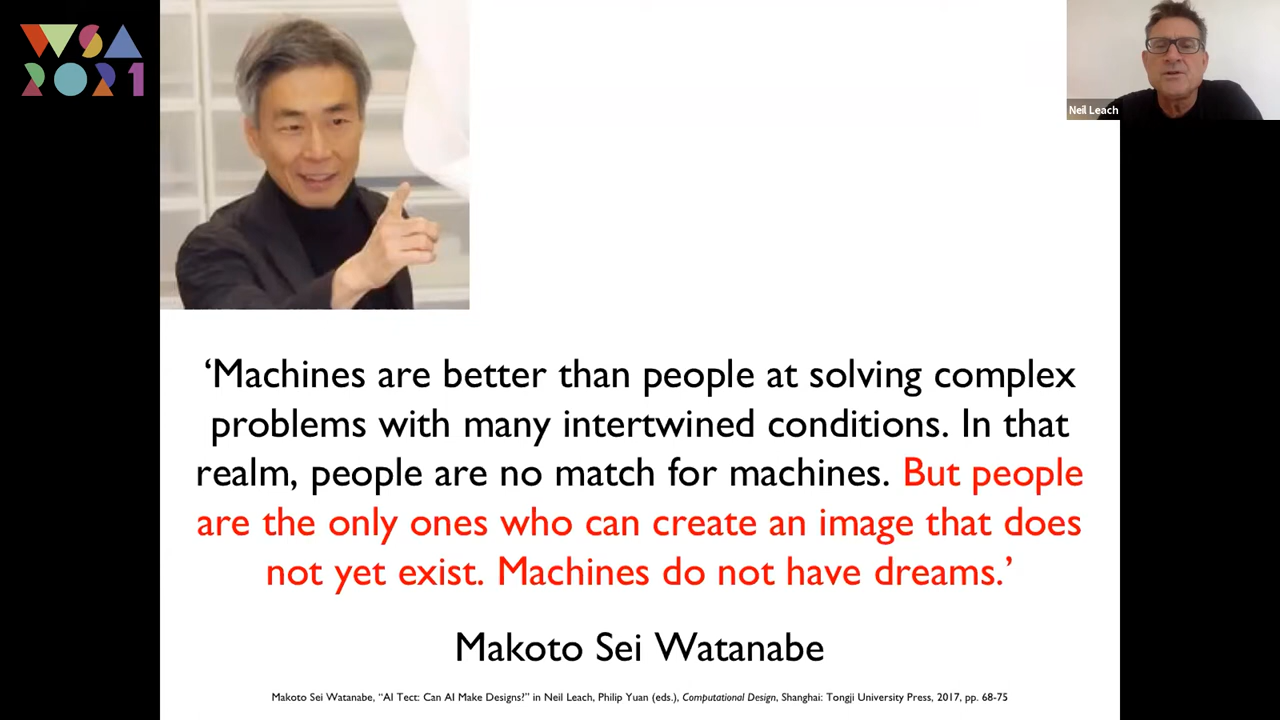 WSA
2021
Neil Leach
‘Machines are better than people at solving complex
problems with many intertwined conditions. In that
realm, people are no match for machines. But people
are the only ones who can create an image that does
not yet exist. Machines do not have dreams.’
Makoto Sei Watanabe
Makoto Sei Watanabe, “AI Tect: Can AI Make Designs?” in Neil Leach, Philip Yuan (eds.), Computational Design, Shanghai: Tongji University Press, 2017, pp. 68-75